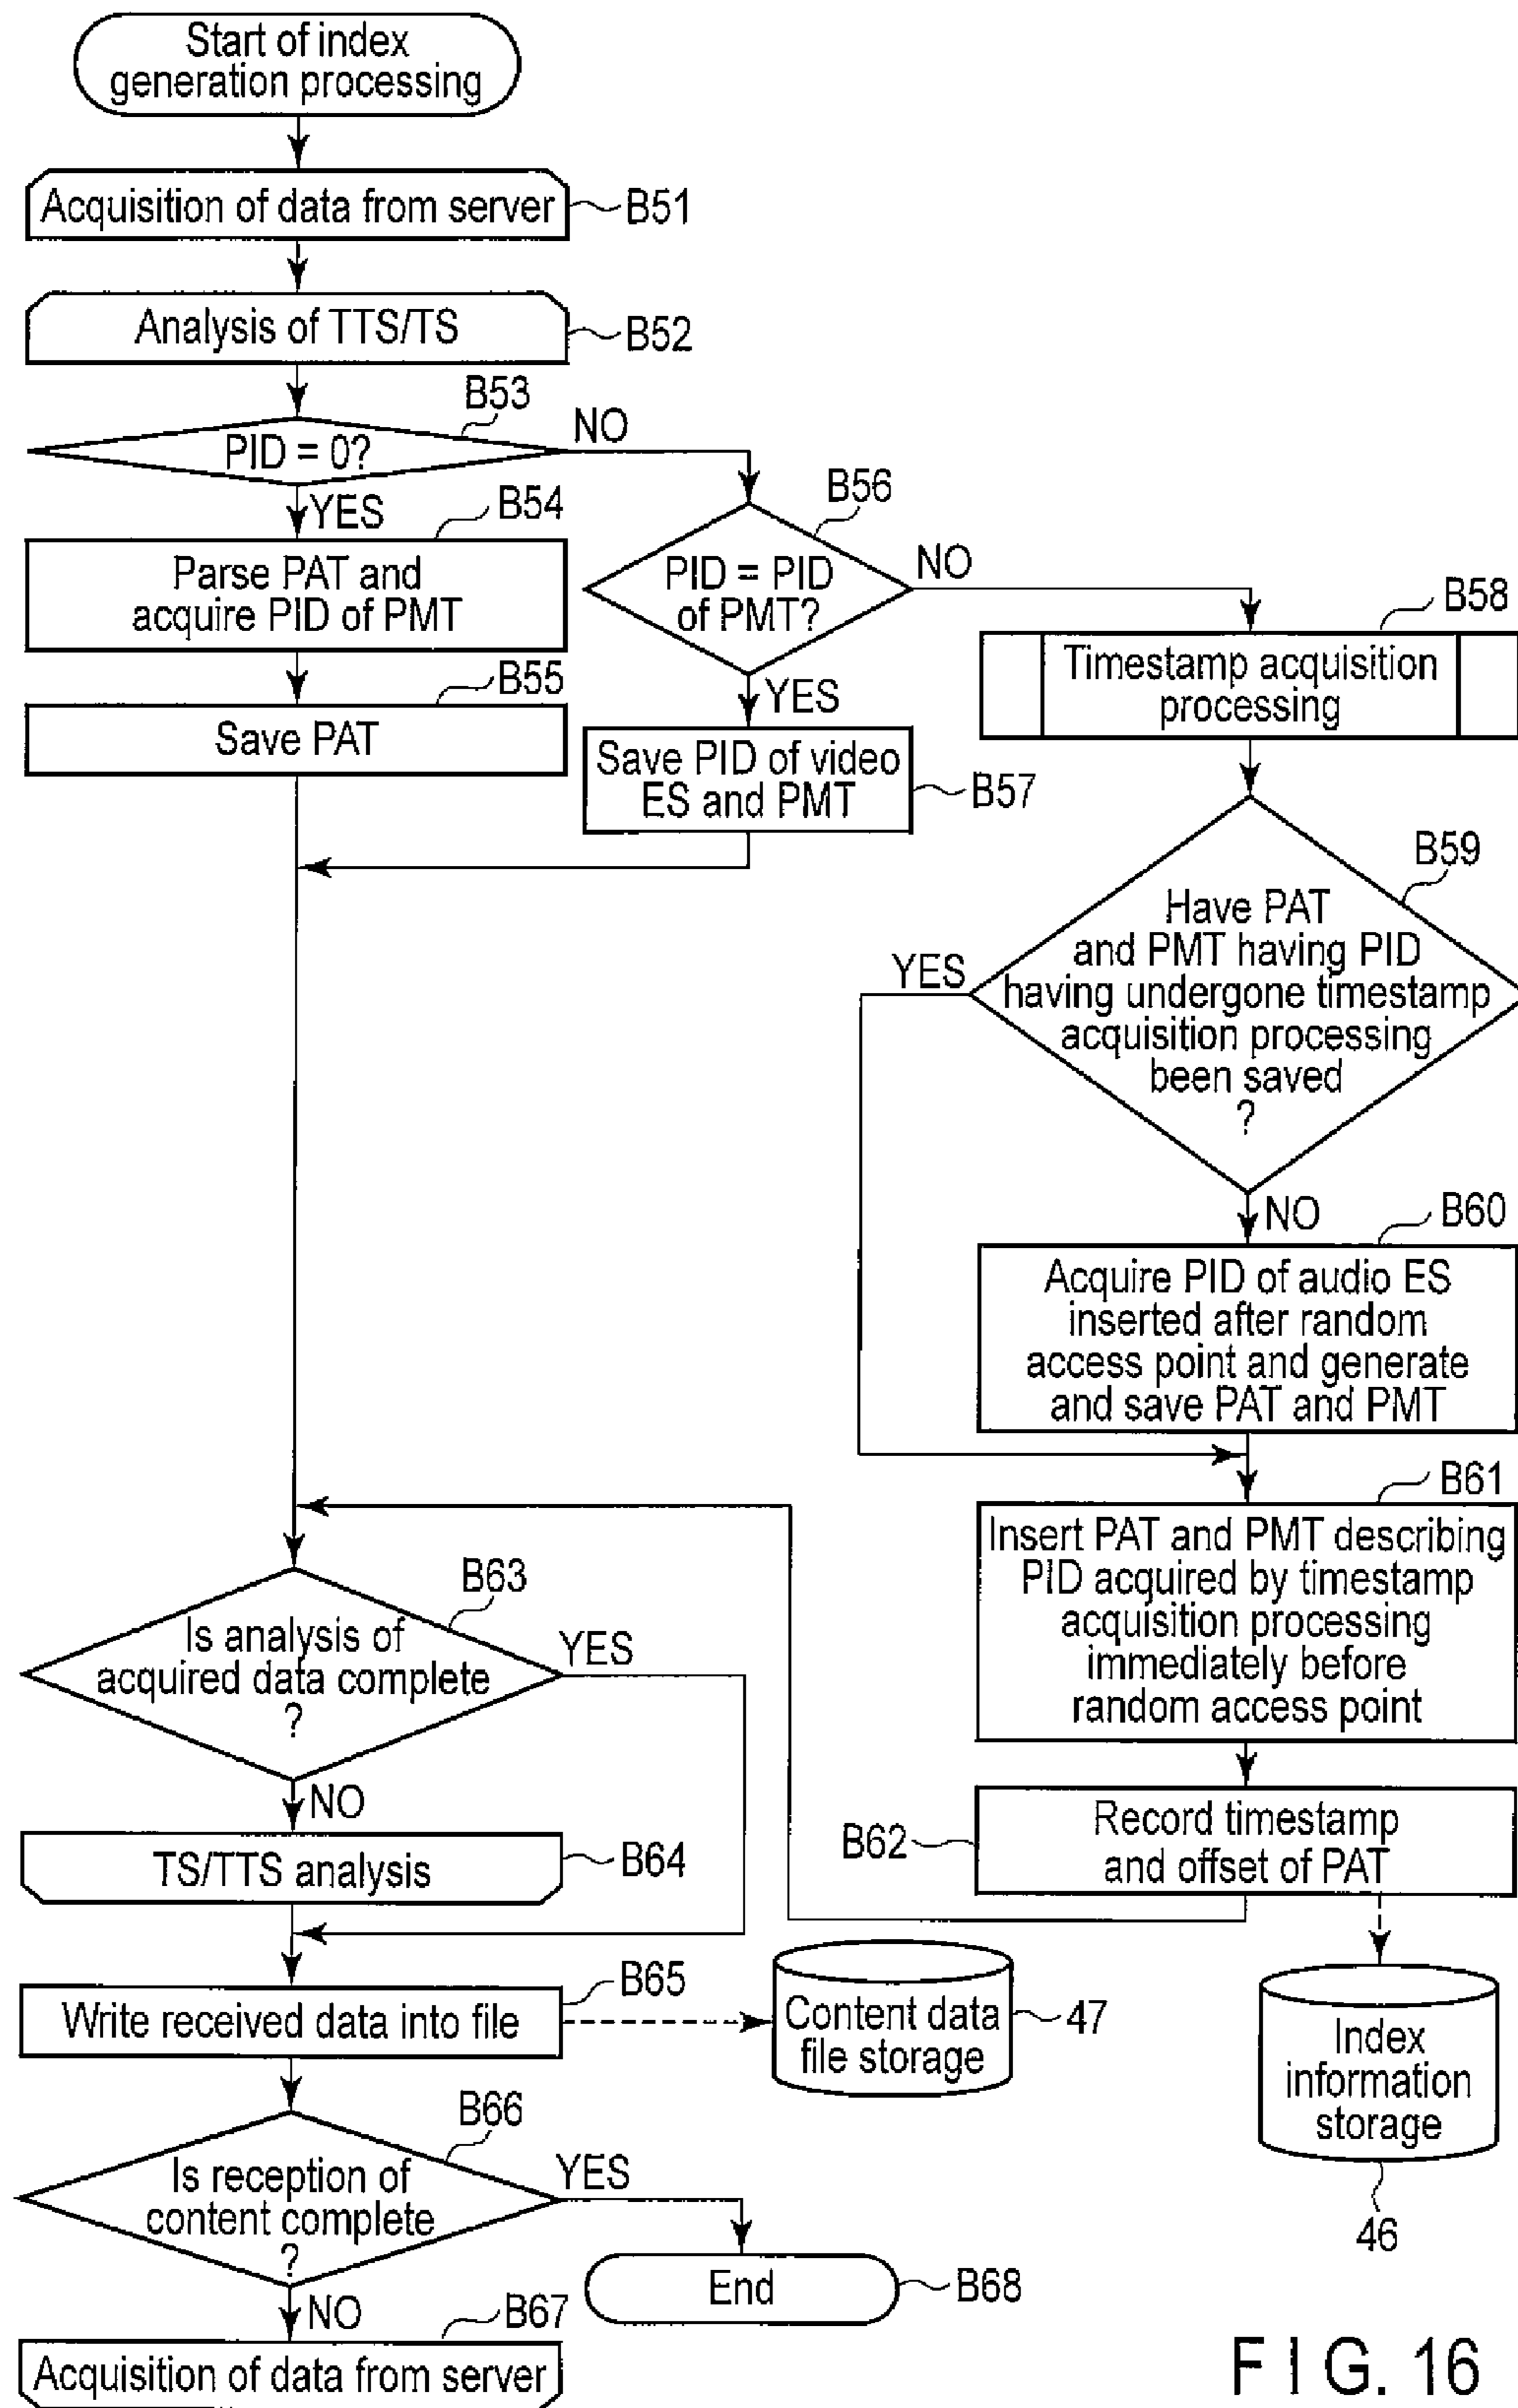 Start of index
generation processing
Acquisition of data from server
B51
Analysis of TTS/TS
B52
B53
PID = 0?
NO
YES
B54
Parse PAT and
acquire PID of PMT
B55
Save PAT
B56
PID = PID
of PMT?
NO
YES
Save PID of video
ES and PMT
B57
B58
Timestamp acquisition
processing
B59
Have PAT
and PMT having PID
having undergone timestamp
acquisition processing
been saved
?
YES
NO
B60
Acquire PID of audio ES
inserted after random
access point and generate
and save PAT and PMT
B61
Insert PAT and PMT describing
PID acquired by timestamp
acquisition processing
immediately before
random access point
B62
Record timestamp
and offset of PAT
Index
information
storage
46
B63
Is analysis of
acquired data complete
?
YES
NO
TS/TTS analysis
B64
B65
Write received data into file
Content data
file storage
47
B66
Is reception of
content complete
?
YES
End
B68
NO
B67
Acquisition of data from server
FIG. 16